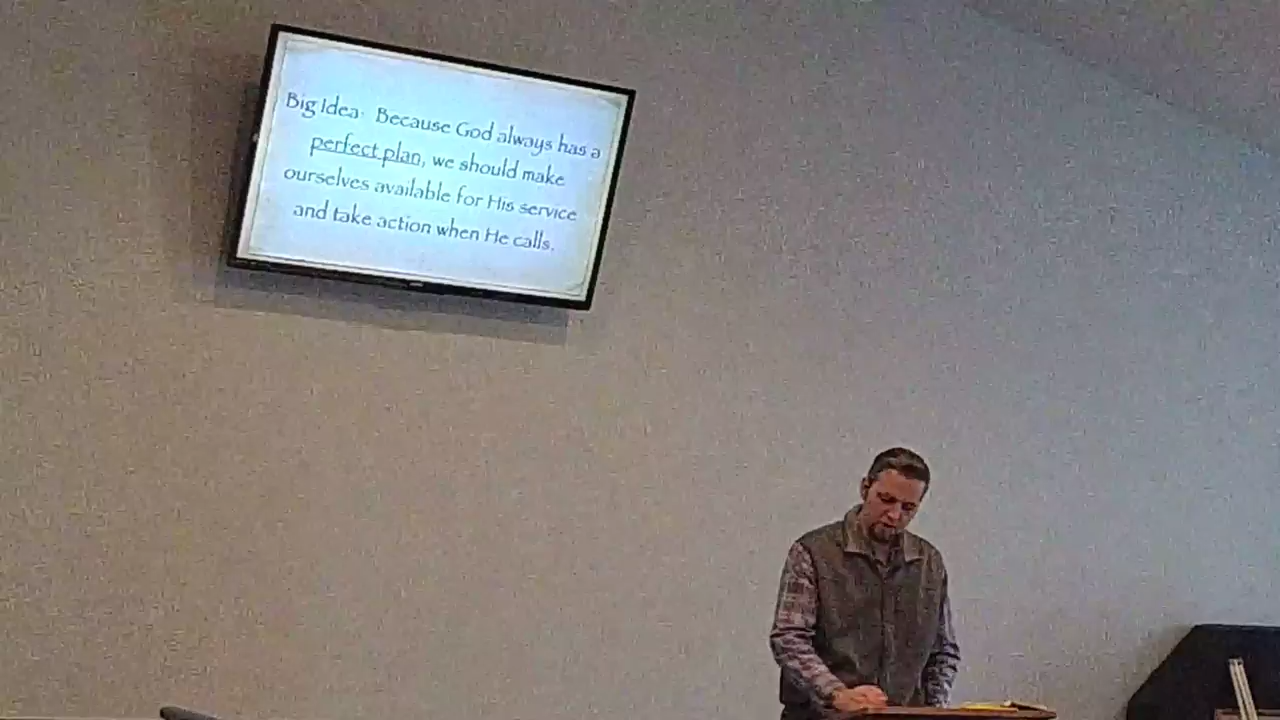 Big Idea: Because God always has a
perfect plan, we should make
ourselves available for His service
and take action when He calls.